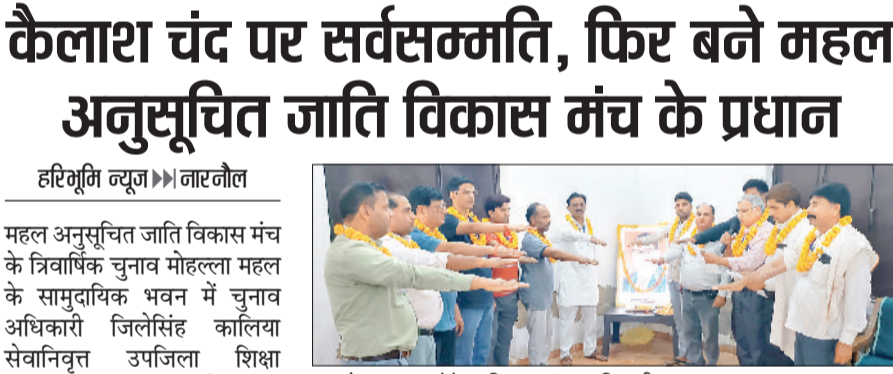 कैलाश चंद पर सर्वसम्मति, फिर बने महल
अनुसूचित जाति विकास मंच के प्रधान
हरिभूमि न्यूज ▶▶| नारनौल
महल अनुसूचित जाति विकास मंच
के त्रिवार्षिक चुनाव मोहल्ला महल
के सामुदायिक भवन में चुनाव
अधिकारी जिलेसिंह कालिया
सेवानिवृत्त उपजिला शिक्षा